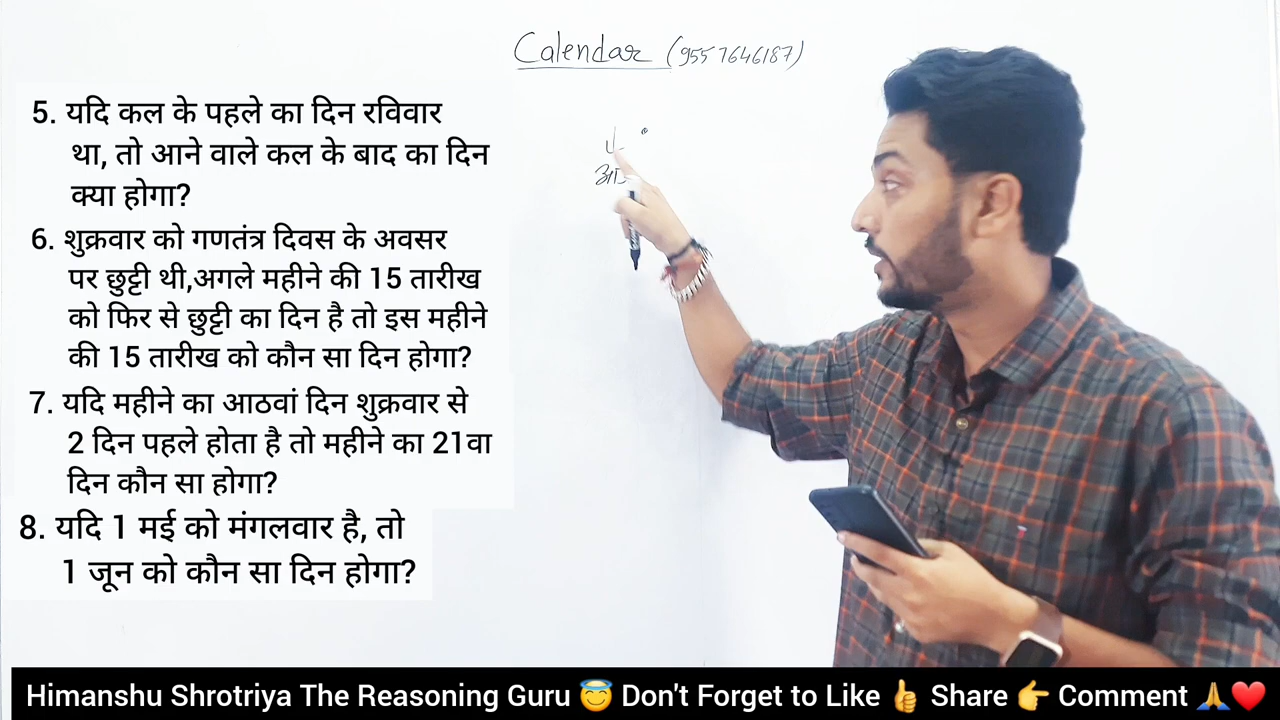 Calendar (9557646187)
5. यदि कल के पहले का दिन रविवार
था, तो आने वाले कल के बाद का दिन
क्या होगा?
6. शुक्रवार को गणतंत्र दिवस के अवसर
पर छुट्टी थी,अगले महीने की 15 तारीख
को फिर से छुट्टी का दिन है तो इस महीने
की 15 तारीख को कौन सा दिन होगा?
7. यदि महीने का आठवां दिन शुक्रवार से
2 दिन पहले होता है तो महीने का 21वा
दिन कौन सा होगा?
8. यदि 1 मई को मंगलवार है, तो
1 जून को कौन सा दिन होगा?
Himanshu Shrotriya The Reasoning Guru 😇 Don't Forget to Like 👍 Share 👉 Comment 🙏❤️